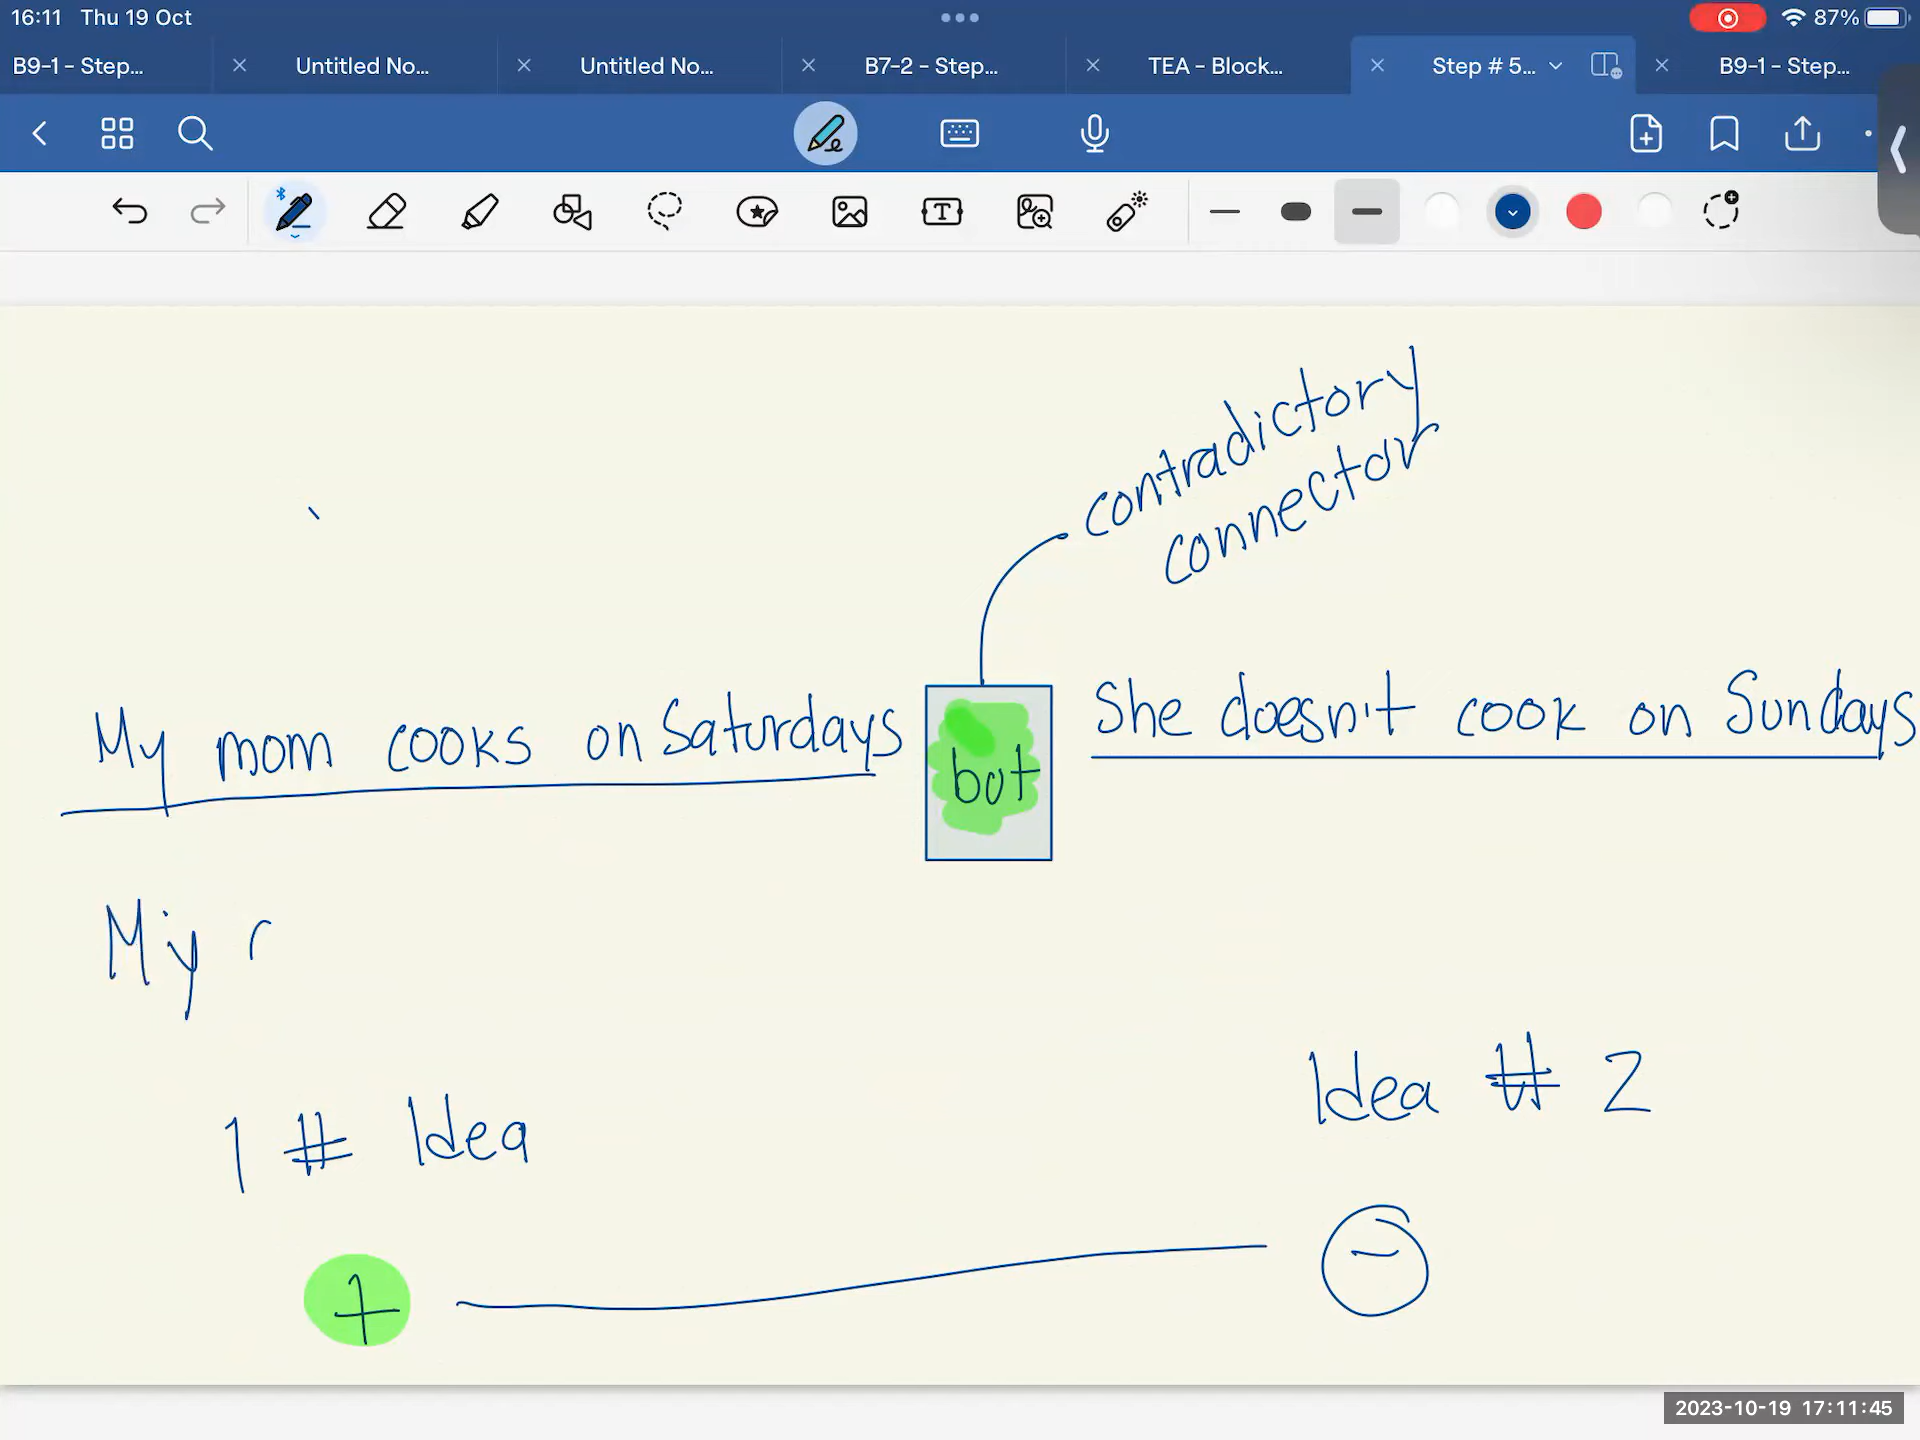 16:11 Thu 19 Oct
87%
B9-1 - Step...
Untitled No...
Untitled No...
B7-2 - Step...
TEA - Block...
Step # 5...
B9-1 - Step...
contradictory
connector
My mom cooks on Saturdays but She doesn't cook on Sundays
My
1 # Idea
Idea # 2
+
−
2023-10-19 17:11:45